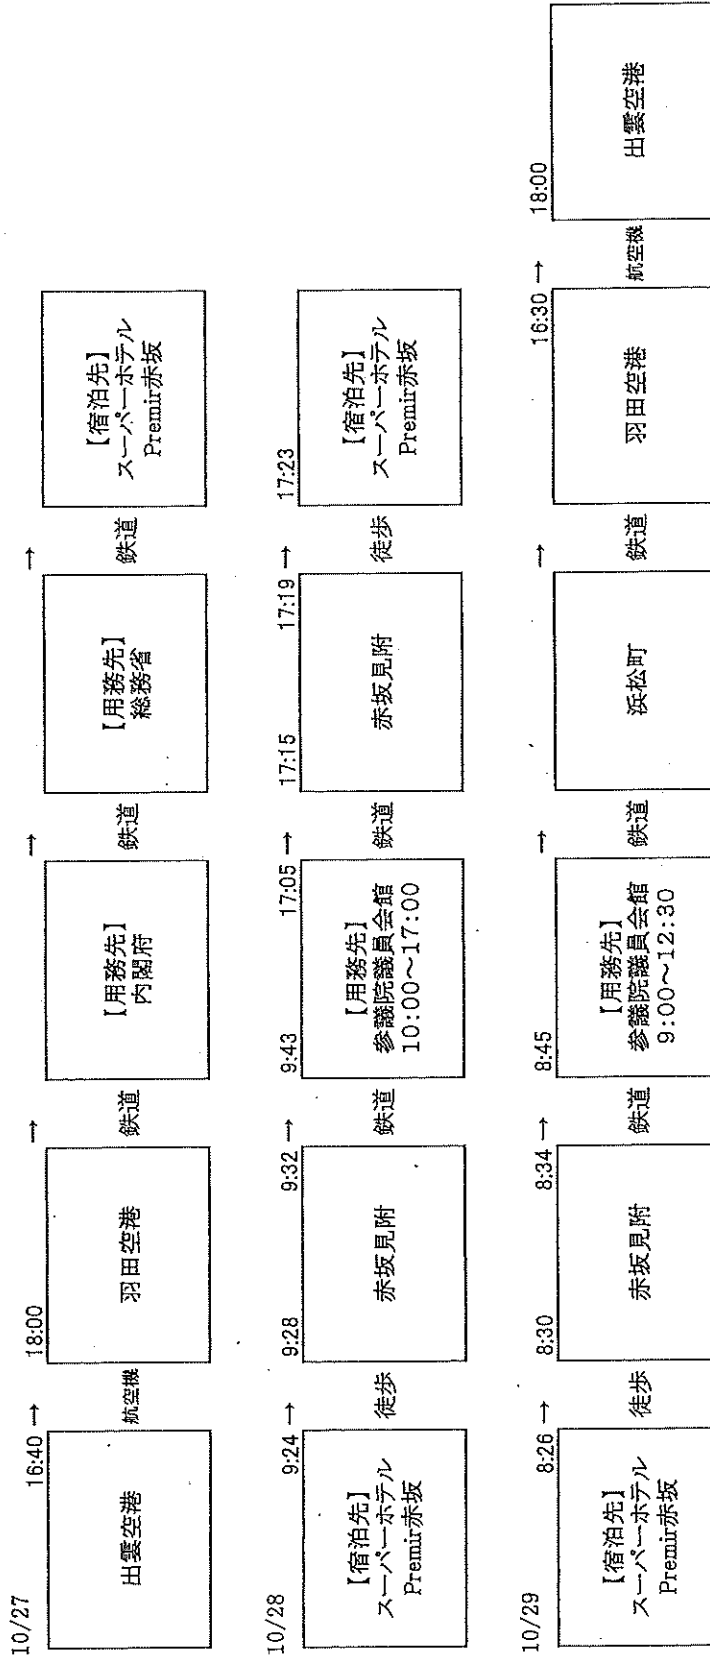 10/27
16:40 →
18:00
→
→
→
出雲空港
航空機
羽田空港
鉄道
【用務先】
内閣府
鉄道
【用務先】
総務省
鉄道
【宿泊先】
スーパーホテル
Premir赤坂
10/28
9:24 →
9:28
9:32 →
9:43
17:05 →
17:15
17:19 →
17:23
【宿泊先】
スーパーホテル
Premir赤坂
徒歩
赤坂見附
鉄道
【用務先】
参議院議員会館
10:00～17:00
鉄道
赤坂見附
徒歩
【宿泊先】
スーパーホテル
Premir赤坂
10/29
8:26 →
8:30
8:34 →
8:45
→
→
16:30 →
18:00
【宿泊先】
スーパーホテル
Premir赤坂
徒歩
赤坂見附
鉄道
【用務先】
参議院議員会館
9:00～12:30
鉄道
浜松町
鉄道
羽田空港
航空機
出雲空港